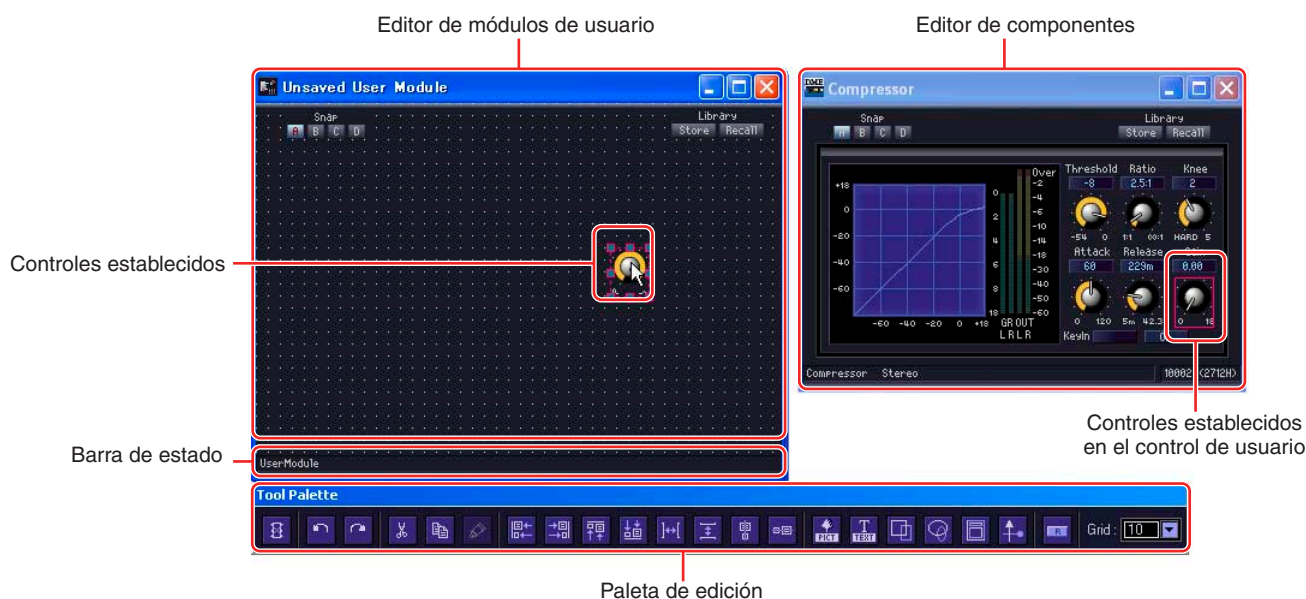 Editor de módulos de usuario
Editor de componentes
Unsaved User Module
Snap
A B C D
Library
Store Recall
Controles establecidos
Barra de estado
UserModule
DME
Compressor
Snap
A B C D
Library
Store Recall
+18
0
-20
-40
-60
-60 -40 -20 0 +18
0
2
4
6
8
18
GR OUT
L R L R
Over
-2
-4
-6
-10
-14
-18
-30
-40
-50
-60
Threshold Ratio Knee
-8 2.5:1 2
-54 0 1:1 ∞:1 HARD 5
Attack Release Gain
60 229m 0.00
0 120 5m 42.3 0 18
KeyIn
Compressor Stereo
(2712H)
Controles establecidos
en el control de usuario
Tool Palette
PICT
T
TEXT
Grid : 10
Paleta de edición